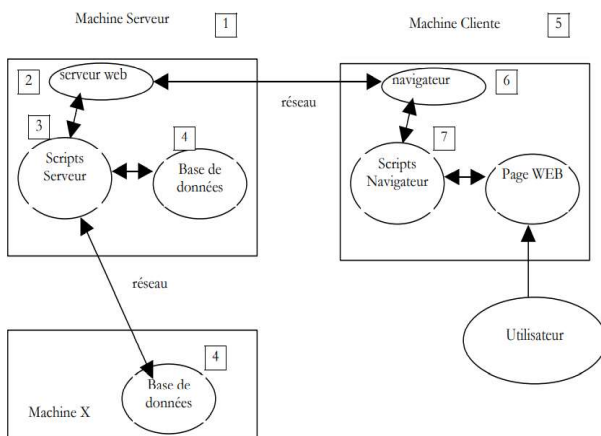 Machine Serveur 1
Machine Cliente 5
2 serveur web
navigateur 6
réseau
3
4
7
Scripts
Serveur
Base de
données
Scripts
Navigateur
Page WEB
réseau
Utilisateur
4
Base de
données
Machine X